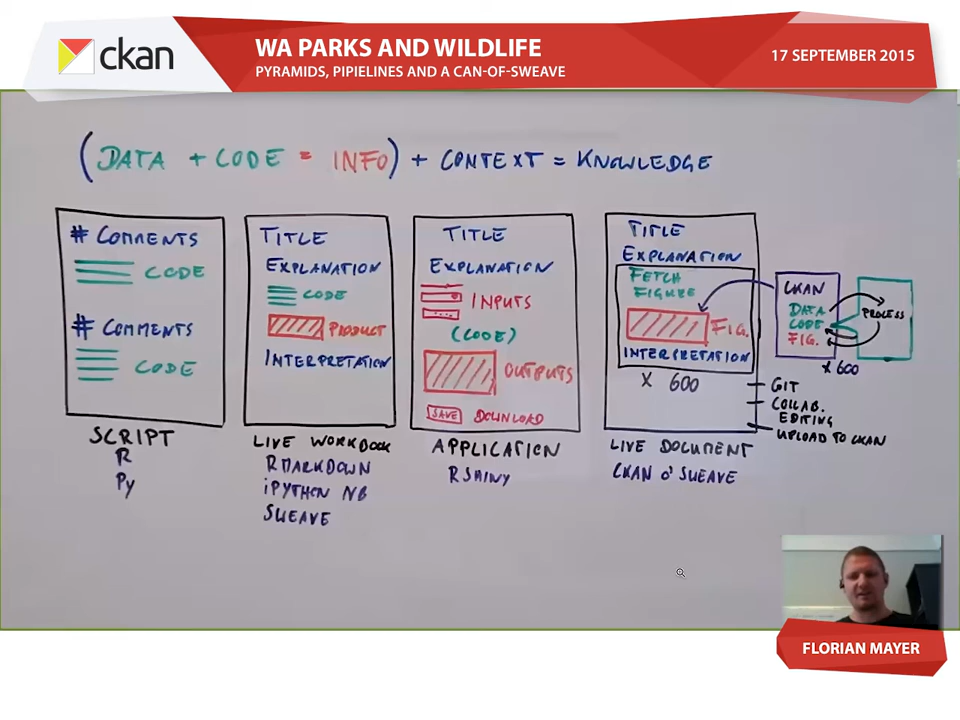 ckan
WA PARKS AND WILDLIFE
PYRAMIDS, PIPIELINES AND A CAN-OF-SWEAVE
17 SEPTEMBER 2015
(DATA + CODE = INFO) + CONTEXT = KNOWLEDGE
# COMMENTS
CODE
# COMMENTS
CODE
SCRIPT
R
Py
TITLE
EXPLANATION
CODE
PRODUCT
INTERPRETATION
LIVE WORKBOOK
RMARKDOWN
iPYTHON NB
SWEAVE
TITLE
EXPLANATION
INPUTS
(CODE)
OUTPUTS
SAVE DOWNLOAD
APPLICATION
RSHINY
TITLE
EXPLANATION
FETCH
FIGURE
FIG.
INTERPRETATION
X 600
LIVE DOCUMENT
CKAN o' SWEAVE
CKAN
DATA
CODE
FIG.
PROCESS
X 600
GIT
COLLAB.
EDITING
UPLOAD TO CKAN
FLORIAN MAYER